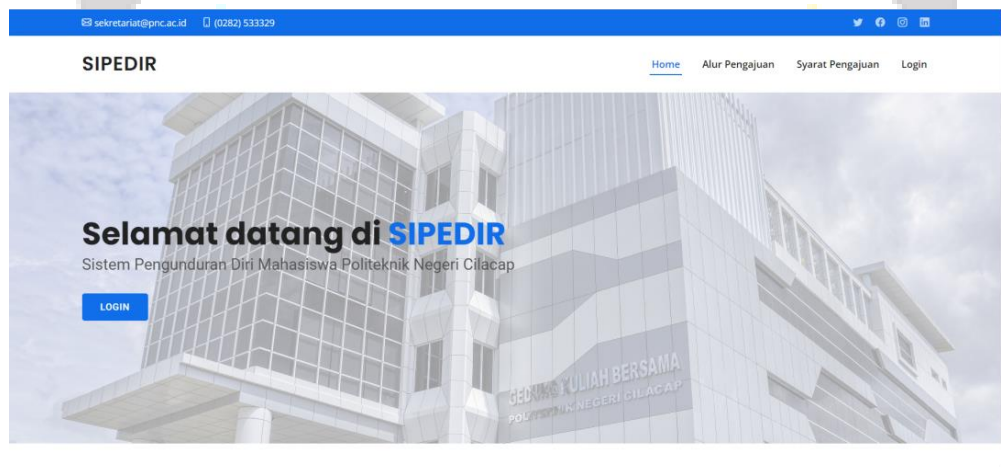 sekretariat@pnc.ac.id (0282) 533329
SIPEDIR
Home Alur Pengajuan Syarat Pengajuan Login
Selamat datang di SIPEDIR
Sistem Pengunduran Diri Mahasiswa Politeknik Negeri Cilacap
LOGIN
GEDUNG KULIAH BERSAMA
POLITEKNIK NEGERI CILACAP